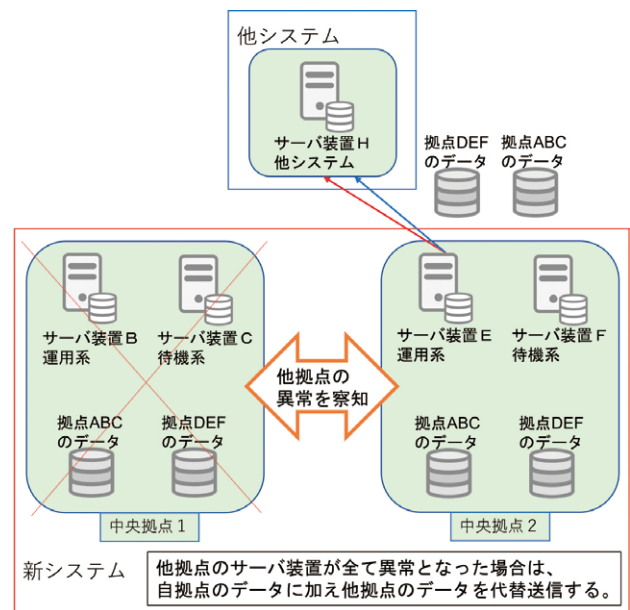 他システム
サーバ装置H
他システム
拠点DEF
のデータ
拠点ABC
のデータ
サーバ装置B
運用系
サーバ装置C
待機系
サーバ装置E
運用系
サーバ装置F
待機系
他拠点の
異常を察知
拠点ABC
のデータ
拠点DEF
のデータ
拠点ABC
のデータ
拠点DEF
のデータ
中央拠点1
中央拠点2
新システム
他拠点のサーバ装置が全て異常となった場合は、
自拠点のデータに加え他拠点のデータを代替送信する。